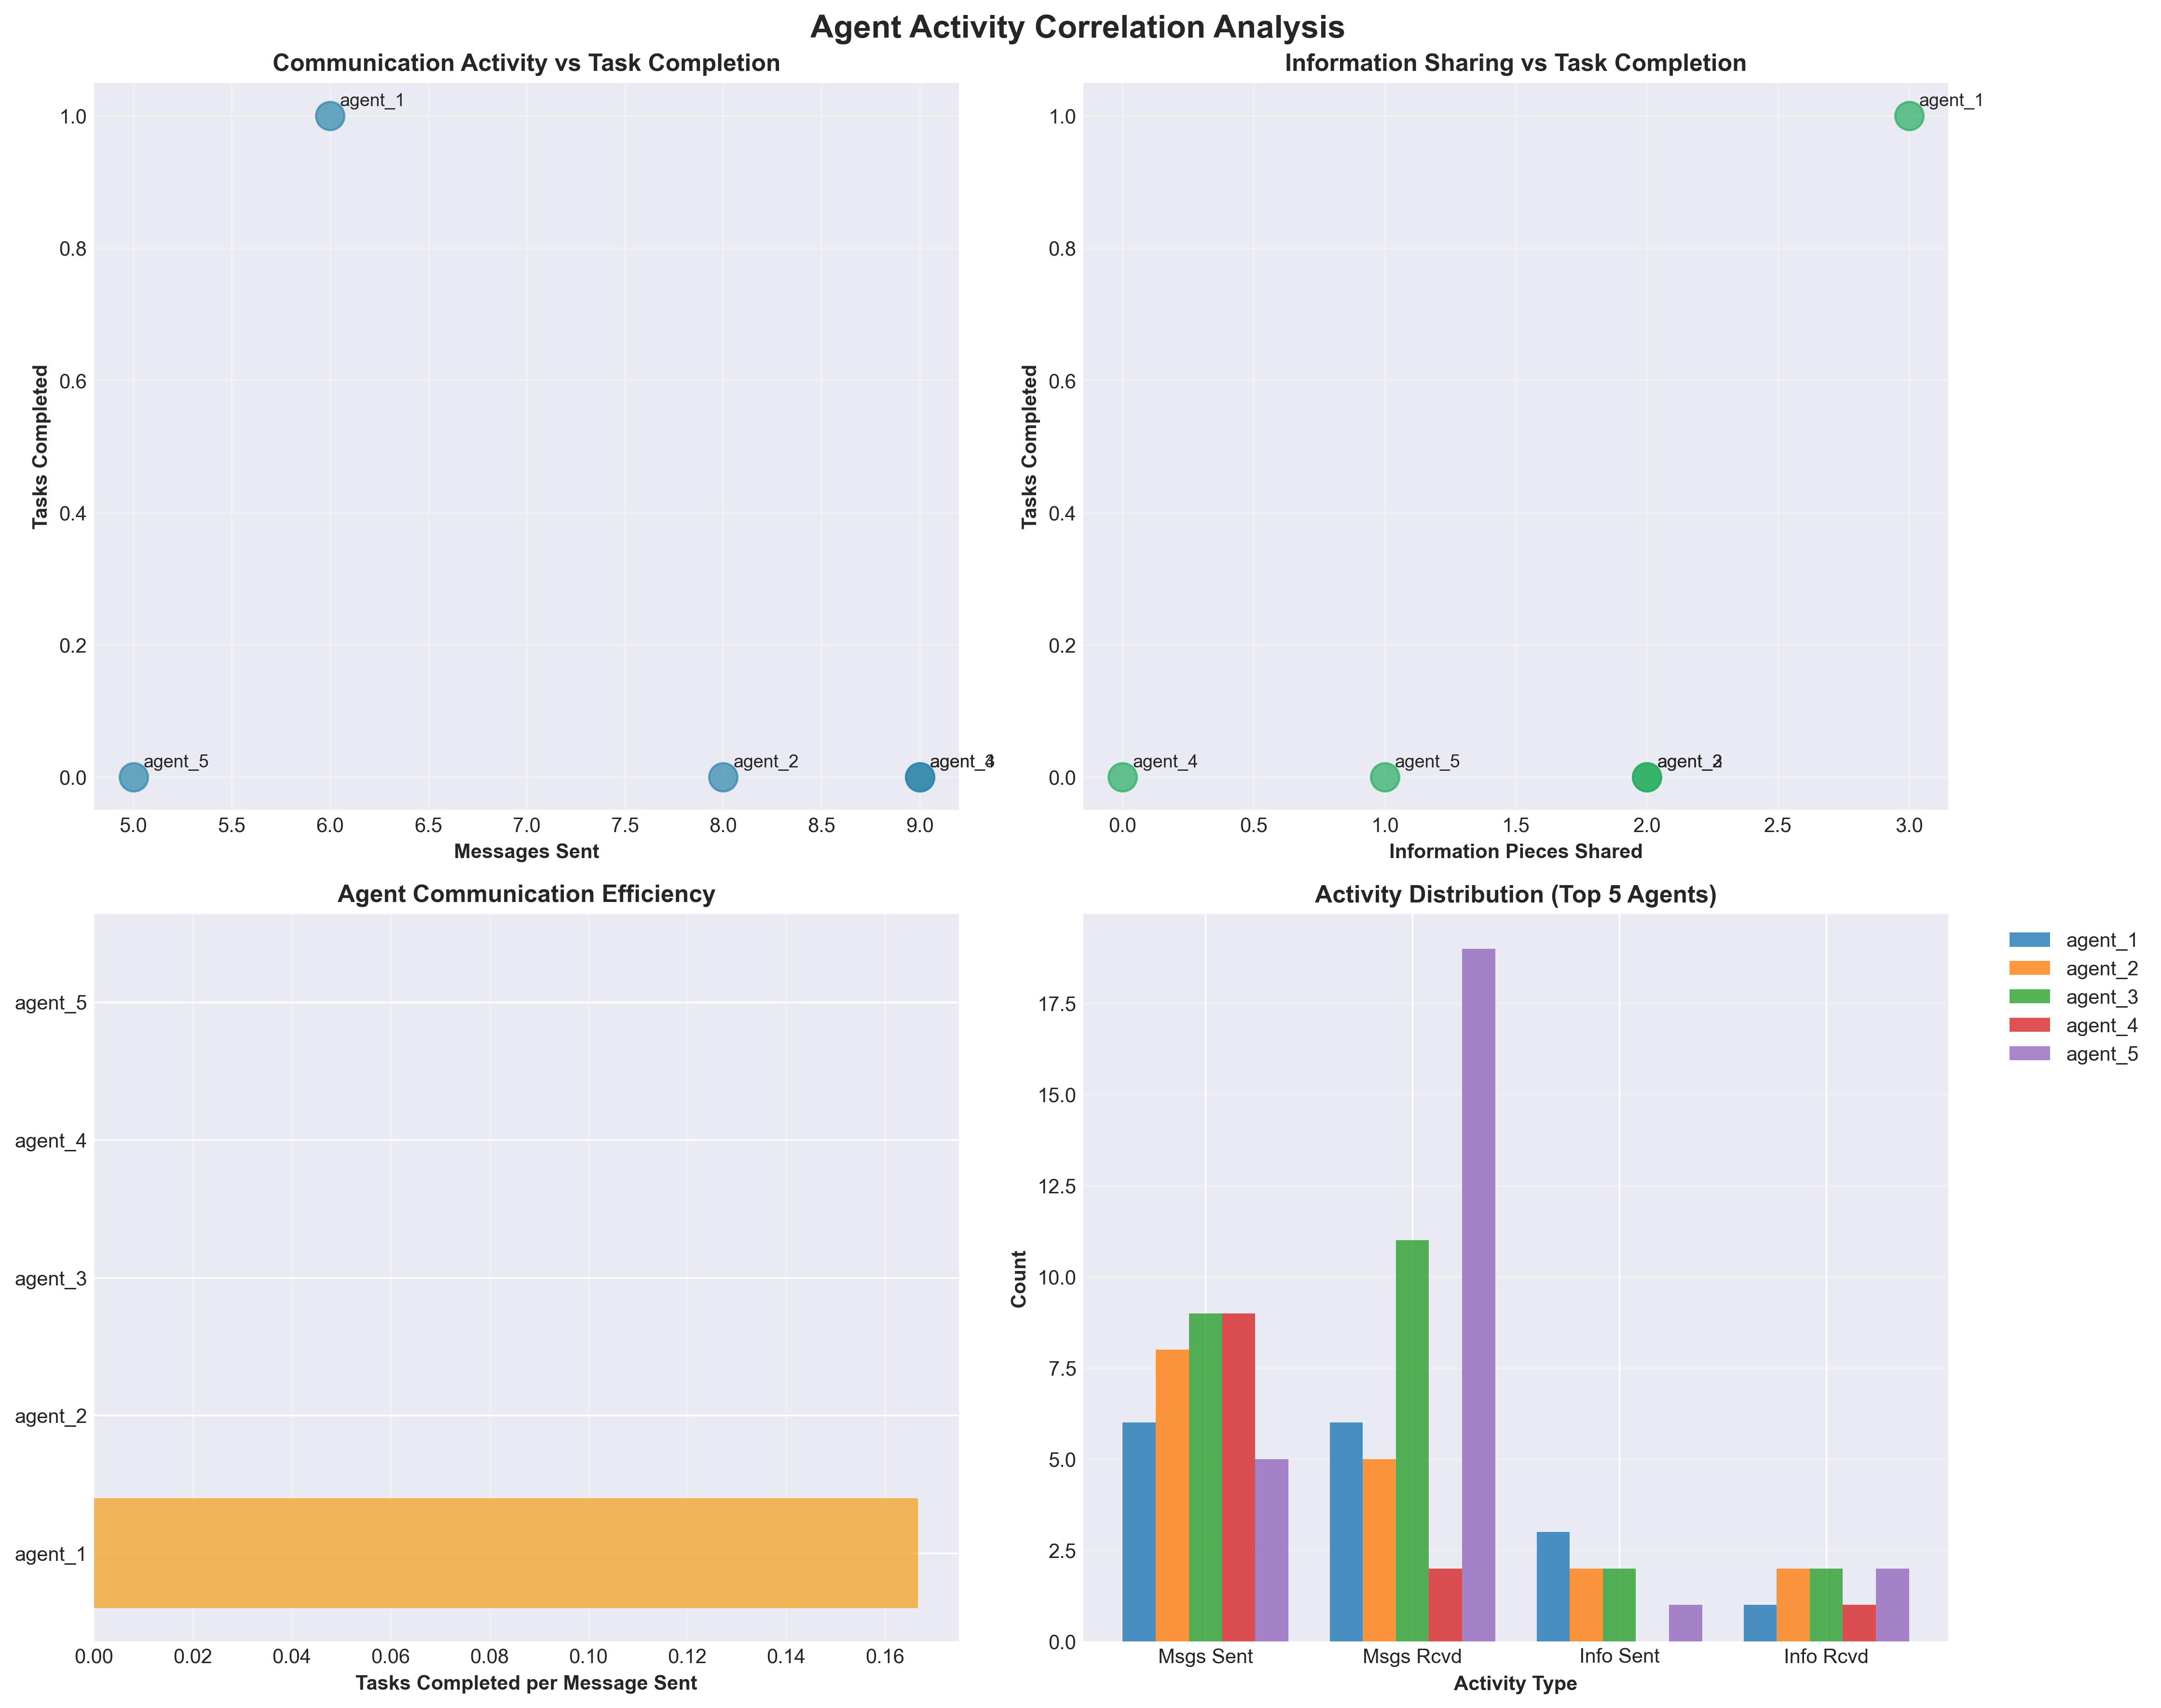 Agent Activity Correlation Analysis
Communication Activity vs Task Completion
Tasks Completed
1.0
0.8
0.6
0.4
0.2
0.0
agent_1
agent_5
agent_2
5.0 5.5 6.0 6.5 7.0 7.5 8.0 8.5 9.0
Messages Sent
Information Sharing vs Task Completion
Tasks Completed
1.0
0.8
0.6
0.4
0.2
0.0
agent_1
agent_4
agent_5
0.0 0.5 1.0 1.5 2.0 2.5 3.0
Information Pieces Shared
Agent Communication Efficiency
agent_5
agent_4
agent_3
agent_2
agent_1
0.00 0.02 0.04 0.06 0.08 0.10 0.12 0.14 0.16
Tasks Completed per Message Sent
Activity Distribution (Top 5 Agents)
Count
17.5
15.0
12.5
10.0
7.5
5.0
2.5
0.0
Msgs Sent Msgs Rcvd Info Sent Info Rcvd
Activity Type
agent_1
agent_2
agent_3
agent_4
agent_5